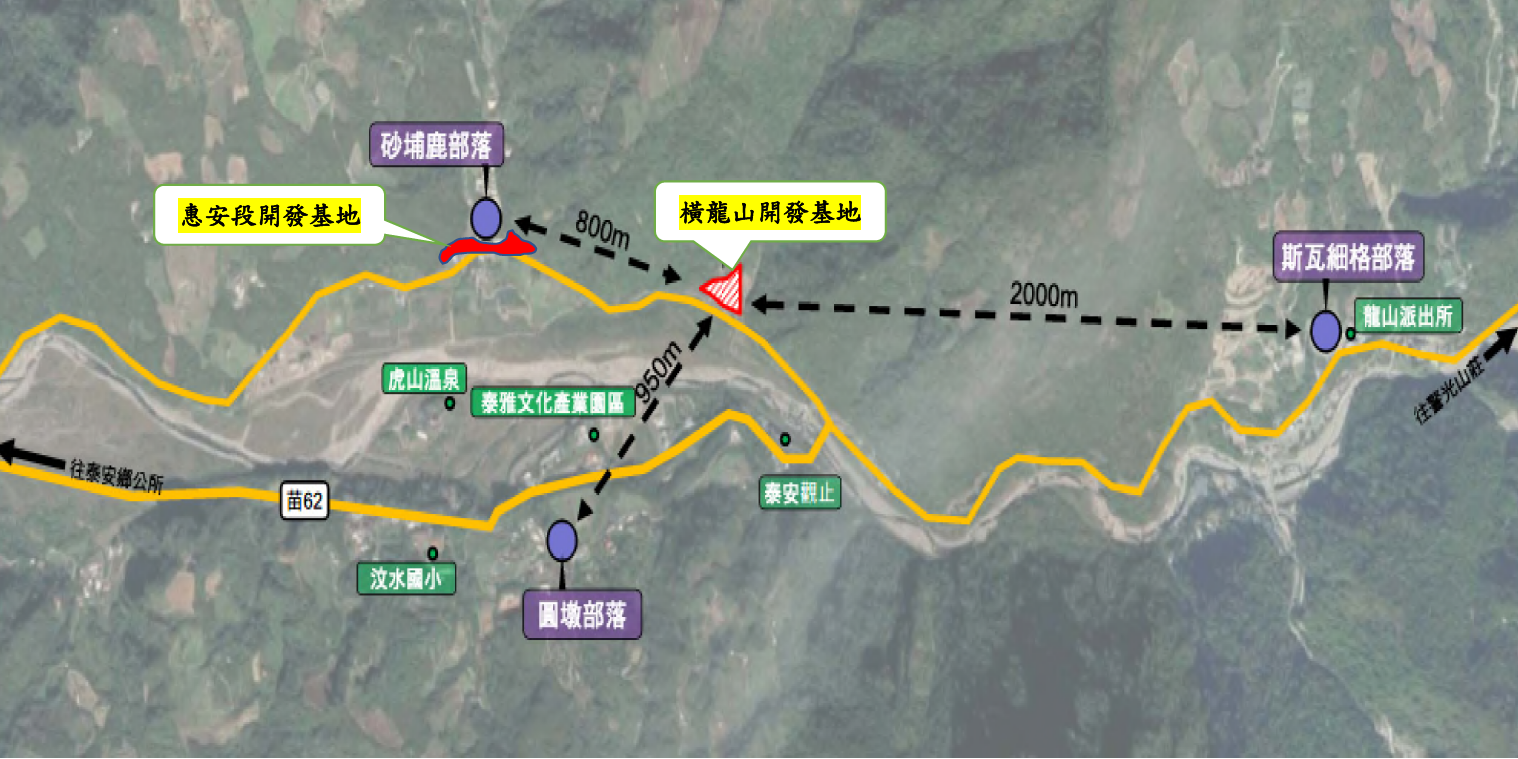 砂埔鹿部落
惠安段開發基地
橫龍山開發基地
800m
斯瓦細格部落
2000m
龍山派出所
950m
虎山溫泉
泰雅文化產業園區
往警光山莊
往泰安鄉公所
苗62
泰安觀止
汶水國小
圓墩部落